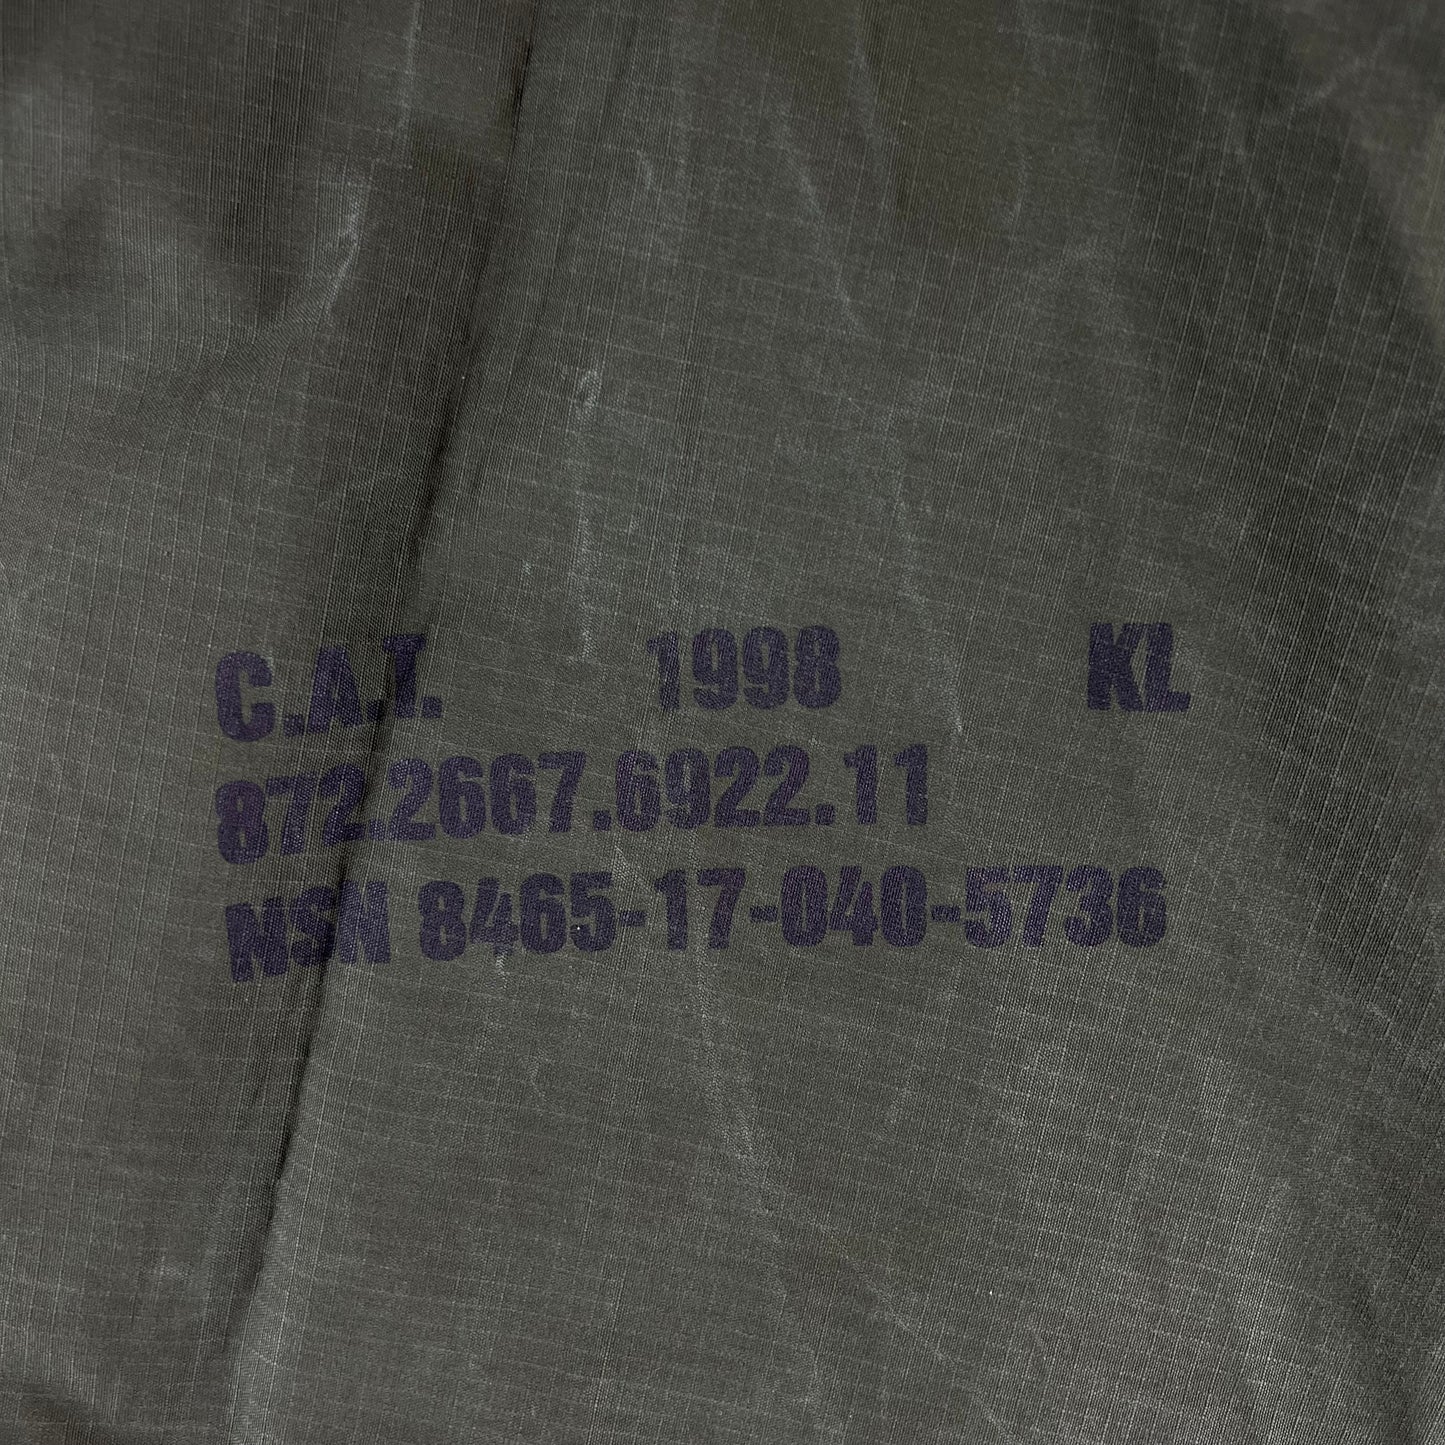 C.A.T. 1998 KL
872.2667.6922.11
NSN 8465-17-040-5736